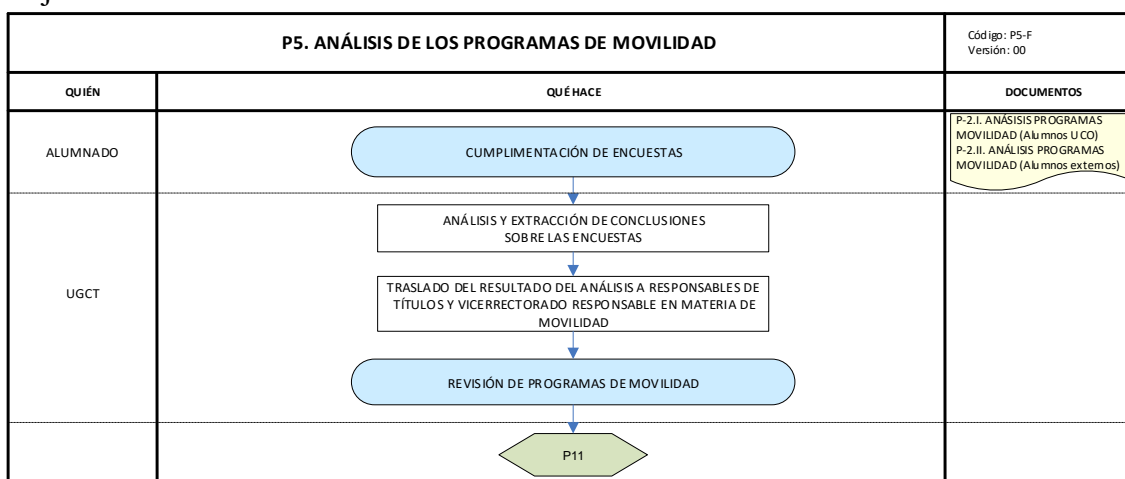 P5. ANÁLISIS DE LOS PROGRAMAS DE MOVILIDAD
Código: P5-F
Versión: 00
QUIÉN
QUÉ HACE
DOCUMENTOS
ALUMNADO
CUMPLIMENTACIÓN DE ENCUESTAS
P-2.I. ANÁSISIS PROGRAMAS
MOVILIDAD (Alumnos UCO)
P-2.II. ANÁLISIS PROGRAMAS
MOVILIDAD (Alumnos externos)
UGCT
ANÁLISIS Y EXTRACCIÓN DE CONCLUSIONES
SOBRE LAS ENCUESTAS
TRASLADO DEL RESULTADO DEL ANÁLISIS A RESPONSABLES DE
TÍTULOS Y VICERRECTORADO RESPONSABLE EN MATERIA DE
MOVILIDAD
REVISIÓN DE PROGRAMAS DE MOVILIDAD
P11